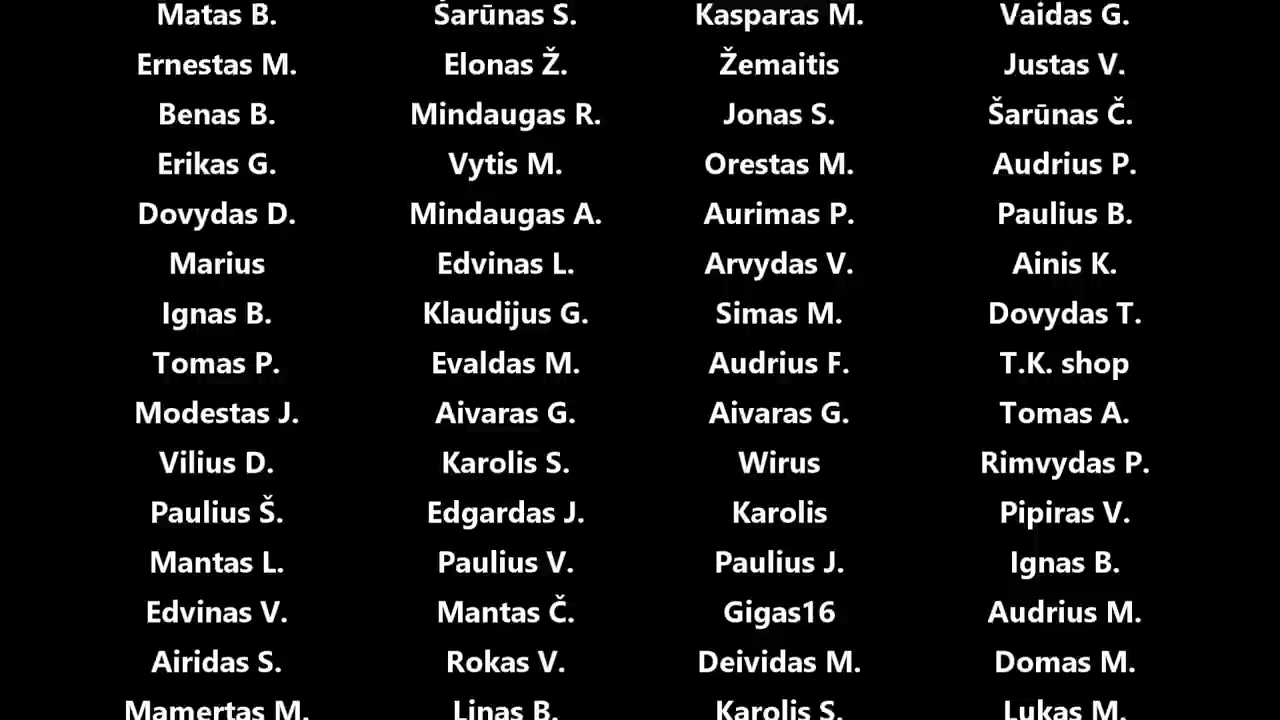 Matas B. Šarūnas S. Kasparas M. Vaidas G.
Ernestas M. Elonas Ž. Žemaitis Justas V.
Benas B. Mindaugas R. Jonas S. Šarūnas Č.
Erikas G. Vytis M. Orestas M. Audrius P.
Dovydas D. Mindaugas A. Aurimas P. Paulius B.
Marius Edvinas L. Arvydas V. Ainis K.
Ignas B. Klaudijus G. Simas M. Dovydas T.
Tomas P. Evaldas M. Audrius F. T.K. shop
Modestas J. Aivaras G. Aivaras G. Tomas A.
Vilius D. Karolis S. Wirus Rimvydas P.
Paulius Š. Edgardas J. Karolis Pipiras V.
Mantas L. Paulius V. Paulius J. Ignas B.
Edvinas V. Mantas Č. Gigas16 Audrius M.
Airidas S. Rokas V. Deividas M. Domas M.
Mamertas M. Linas B. Karolis S. Lukas M.